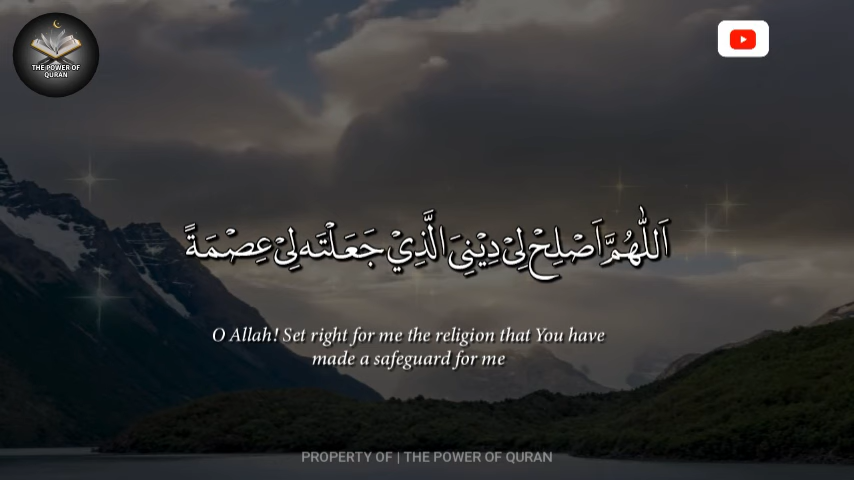 THE POWER OF
QURAN
اَللّٰهُمَّ اَصْلِحْ لِيْ دِيْنِيَ الَّذِيْ جَعَلْتَه لِيْ عِصْمَةً
O Allah! Set right for me the religion that You have
made a safeguard for me
PROPERTY OF | THE POWER OF QURAN